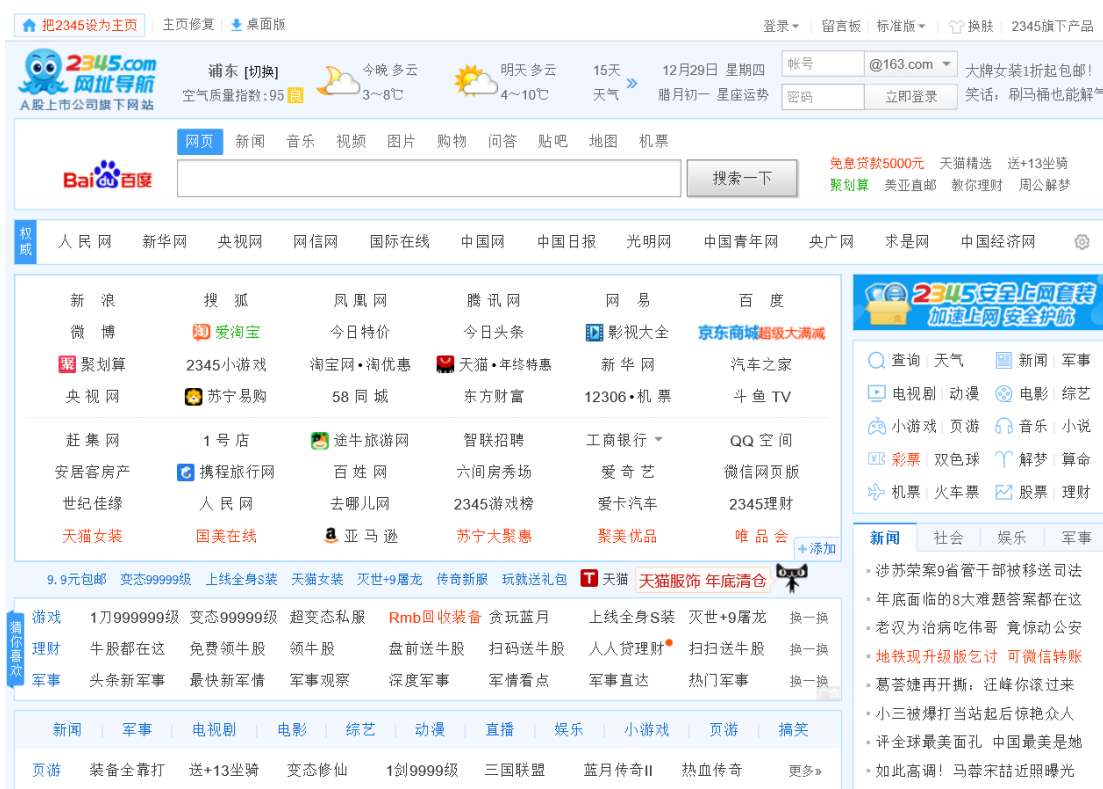 把2345设为主页 主页修复 桌面版 登录 留言板 标准版 换肤 2345旗下产品
2345.com 网址导航
A股上市公司旗下网站
浦东 [切换] 今晚 多云 明天 多云 15天 12月29日 星期四 帐号 @163.com 大牌女装1折起包邮!
空气质量指数:95 良 3~8℃ 4~10℃ 天气 » 腊月初一 星座运势 密码 立即登录 笑话: 刷马桶也能解气
网页 新闻 音乐 视频 图片 购物 问答 贴吧 地图 机票
Bai du 百度 搜索一下
免息贷款5000元 天猫精选 送+13坐骑
聚划算 美亚直邮 教你理财 周公解梦
权威 人民网 新华网 央视网 网信网 国际在线 中国网 中国日报 光明网 中国青年网 央广网 求是网 中国经济网
新浪 搜狐 凤凰网 腾讯网 网易 百度
微博 淘 爱淘宝 今日特价 今日头条 影视大全 京东商城超级大满减
聚 聚划算 2345小游戏 淘宝网•淘优惠 天猫•年终特惠 新华网 汽车之家
央视网 苏宁易购 58同城 东方财富 12306•机票 斗鱼TV
赶集网 1号店 途牛旅游网 智联招聘 工商银行 QQ空间
安居客房产 携程旅行网 百姓网 六间房秀场 爱奇艺 微信网页版
世纪佳缘 人民网 去哪儿网 2345游戏榜 爱卡汽车 2345理财
天猫女装 国美在线 亚马逊 苏宁大聚惠 聚美优品 唯品会
+添加
9.9元包邮 变态99999级 上线全身S装 天猫女装 灭世+9屠龙 传奇新服 玩就送礼包 T 天猫 天猫服饰 年底清仓
猜你喜欢
游戏 1刀999999级 变态99999级 超变态私服 Rmb回收装备 贪玩蓝月 上线全身S装 灭世+9屠龙 换一换
理财 牛股都在这 免费领牛股 领牛股 盘前送牛股 扫码送牛股 人人贷理财 扫扫送牛股 换一换
军事 头条新军事 最快新军情 军事观察 深度军事 军情看点 军事直达 热门军事 换一换
广告
新闻 军事 电视剧 电影 综艺 动漫 直播 娱乐 小游戏 页游 搞笑
页游 装备全靠打 送+13坐骑 变态修仙 1剑9999级 三国联盟 蓝月传奇II 热血传奇 更多»
2345安全上网套装
加速上网 安全护航
查询 天气 新闻 军事
电视剧 动漫 电影 综艺
小游戏 页游 音乐 小说
彩票 双色球 解梦 算命
机票 火车票 股票 理财
新闻 社会 娱乐 军事
涉苏荣案9省管干部被移送司法
年底面临的8大难题答案都在这
老汉为治病吃伟哥 竟惊动公安
地铁现升级版乞讨 可微信转账
葛荟婕再开撕: 汪峰你滚过来
小三被爆打当站起后惊艳众人
评全球最美面孔 中国最美是她
如此高调! 马蓉宋喆近照曝光